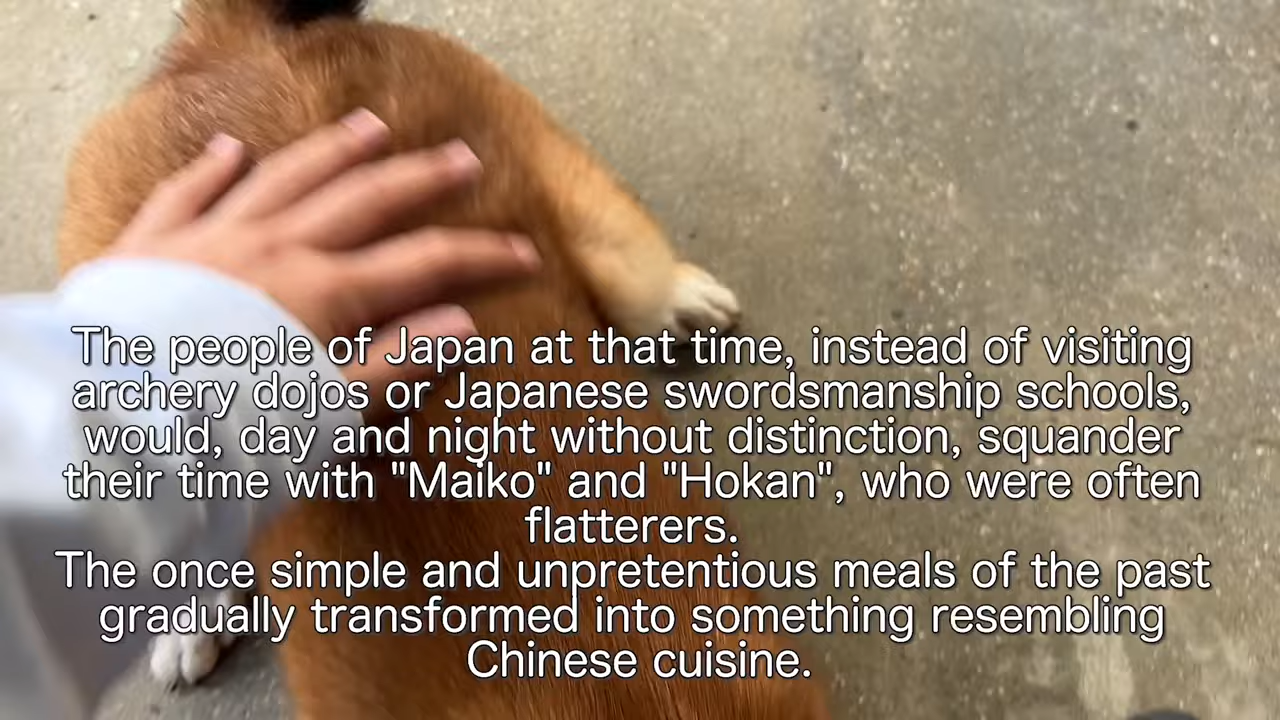 The people of Japan at that time, instead of visiting
archery dojos or Japanese swordsmanship schools,
would, day and night without distinction, squander
their time with "Maiko" and "Hokan", who were often
flatterers.
The once simple and unpretentious meals of the past
gradually transformed into something resembling
Chinese cuisine.